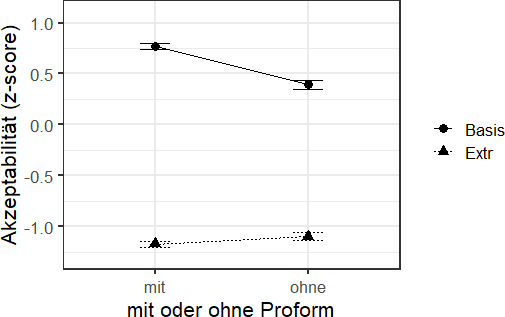 Akzeptabilität (z-score)
1.0
0.5
0.0
-0.5
-1.0
mit
ohne
mit oder ohne Proform
Basis
Extr